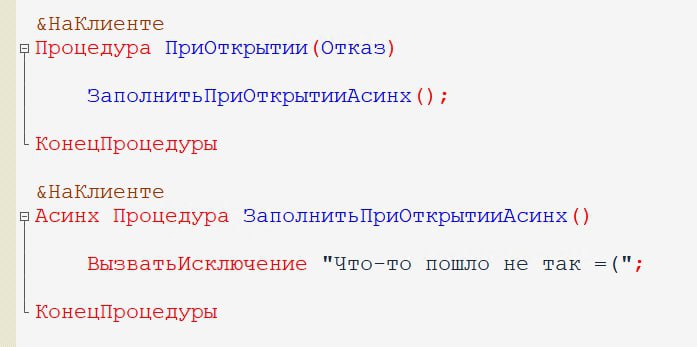 &НаКлиенте
Процедура ПриОткрытии(Отказ)
ЗаполнитьПриОткрытииАсинх();
КонецПроцедуры
&НаКлиенте
Асинх Процедура ЗаполнитьПриОткрытииАсинх()
ВызватьИсключение "Что-то пошло не так =(";
КонецПроцедуры